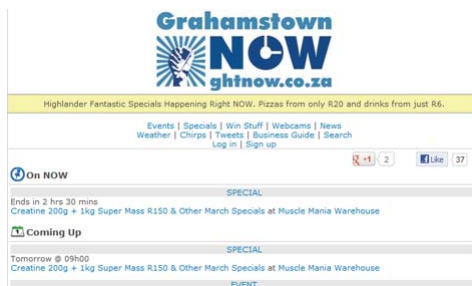 Grahamstown
NOW
ghtnow.co.za
Highlander Fantastic Specials Happening Right NOW. Pizzas from only R20 and drinks from just R6.
Events | Specials | Win Stuff | Webcams | News
Weather | Chirps | Tweets | Business Guide | Search
Log in | Sign up
+1 2 Like 37
On NOW
SPECIAL
Ends in 2 hrs 30 mins
Creatine 200g + 1kg Super Mass R150 & Other March Specials at Muscle Mania Warehouse
Coming Up
SPECIAL
Tomorrow @ 09h00
Creatine 200g + 1kg Super Mass R150 & Other March Specials at Muscle Mania Warehouse
EVENT